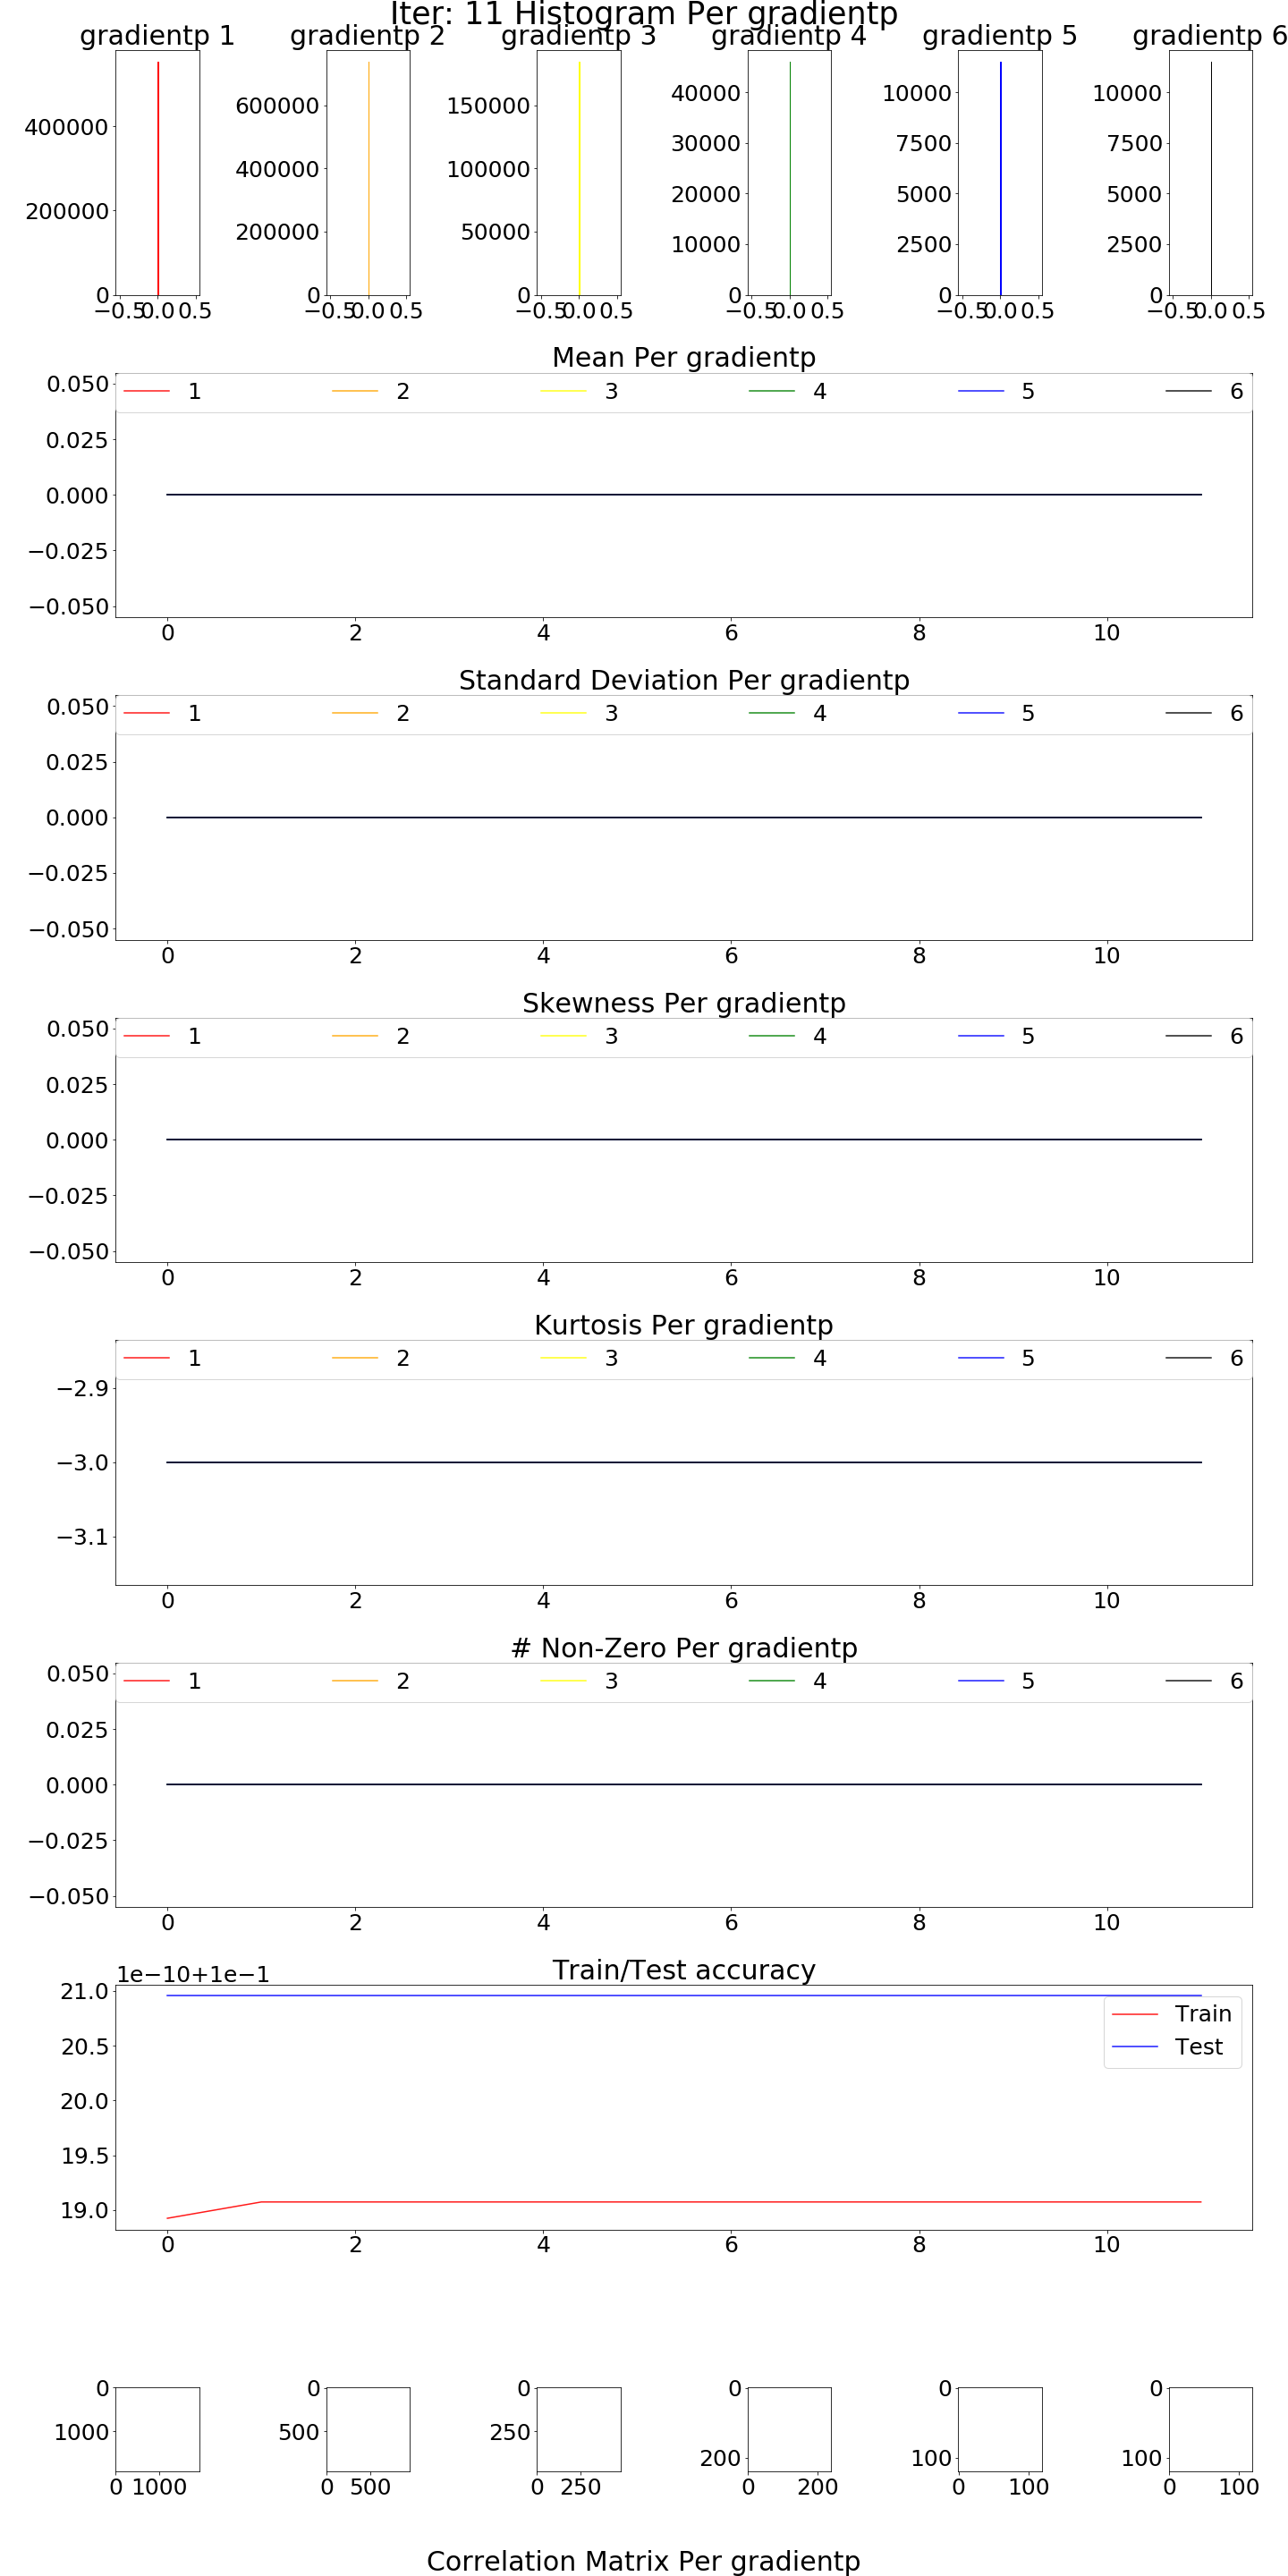 Iter: 11 Histogram Per gradientp
gradientp 1 gradientp 2 gradientp 3 gradientp 4 gradientp 5 gradientp 6
400000
200000
0
−0.5 0.0 0.5
600000
400000
200000
0
−0.5 0.0 0.5
150000
100000
50000
0
−0.5 0.0 0.5
40000
30000
20000
10000
0
−0.5 0.0 0.5
10000
7500
5000
2500
0
−0.5 0.0 0.5
10000
7500
5000
2500
0
−0.5 0.0 0.5
Mean Per gradientp
1 2 3 4 5 6
0.050
0.025
0.000
−0.025
−0.050
0 2 4 6 8 10
Standard Deviation Per gradientp
1 2 3 4 5 6
0.050
0.025
0.000
−0.025
−0.050
0 2 4 6 8 10
Skewness Per gradientp
1 2 3 4 5 6
0.050
0.025
0.000
−0.025
−0.050
0 2 4 6 8 10
Kurtosis Per gradientp
1 2 3 4 5 6
−2.9
−3.0
−3.1
0 2 4 6 8 10
# Non-Zero Per gradientp
1 2 3 4 5 6
0.050
0.025
0.000
−0.025
−0.050
0 2 4 6 8 10
Train/Test accuracy
1e−10+1e−1
21.0
20.5
20.0
19.5
19.0
Train
Test
0 2 4 6 8 10
0
1000
0 1000
0
500
0 500
0
250
0 250
0
200
0 200
0
100
0 100
0
100
0 100
Correlation Matrix Per gradientp